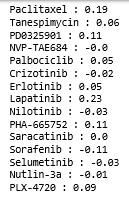 Paclitaxel : 0.19
Tanespimycin : 0.06
PD0325901 : 0.11
NVP-TAE684 : -0.0
Palbociclib : 0.05
Crizotinib : -0.02
Erlotinib : 0.05
Lapatinib : 0.23
Nilotinib : -0.03
PHA-665752 : 0.11
Saracatinib : 0.0
Sorafenib : -0.11
Selumetinib : -0.03
Nutlin-3a : -0.01
PLX-4720 : 0.09